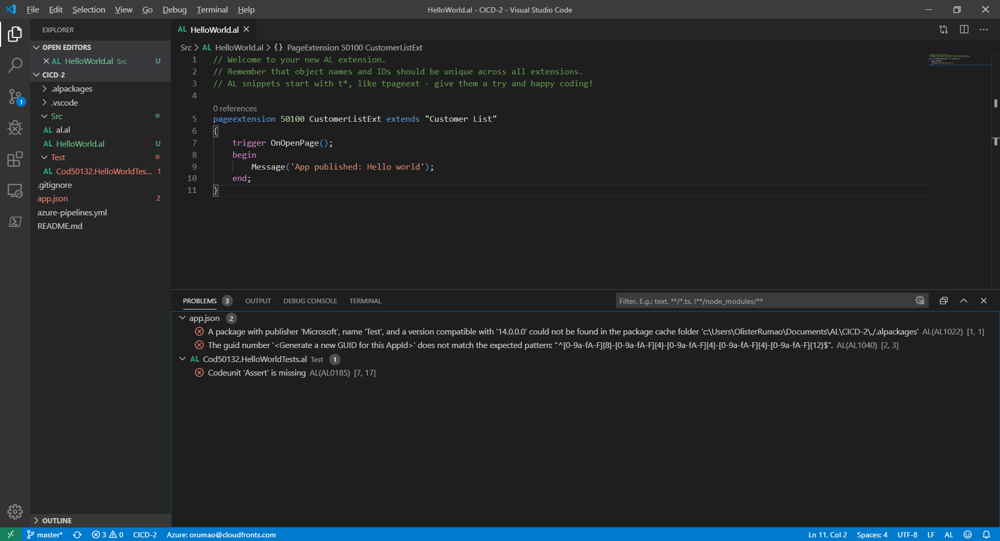 File Edit Selection View Go Debug Terminal Help
HelloWorld.al - CICD-2 - Visual Studio Code
EXPLORER
OPEN EDITORS
AL HelloWorld.al Src U
CICD-2
.alpackages
.vscode
Src
AL al.al
AL HelloWorld.al U
Test
AL Cod50132.HelloWorldTes... 1
.gitignore
app.json 2
azure-pipelines.yml
README.md
OUTLINE
1
AL HelloWorld.al
Src > AL HelloWorld.al > {} PageExtension 50100 CustomerListExt
1 // Welcome to your new AL extension.
2 // Remember that object names and IDs should be unique across all extensions.
3 // AL snippets start with t*, like tpageext - give them a try and happy coding!
4
0 references
5 pageextension 50100 CustomerListExt extends "Customer List"
6 {
7 trigger OnOpenPage();
8 begin
9 Message('App published: Hello world');
10 end;
11 }
PROBLEMS 3 OUTPUT DEBUG CONSOLE TERMINAL
Filter. E.g.: text, **/*.ts, !**/node_modules/**
app.json 2
A package with publisher 'Microsoft', name 'Test', and a version compatible with '14.0.0.0' could not be found in the package cache folder 'c:\Users\OlisterRumao\Documents\AL\CICD-2\./.alpackages' AL(AL1022) [1, 1]
The guid number '<Generate a new GUID for this AppId>' does not match the expected pattern: "^[0-9a-fA-F]{8}-[0-9a-fA-F]{4}-[0-9a-fA-F]{4}-[0-9a-fA-F]{4}-[0-9a-fA-F]{12}$". AL(AL1040) [2, 3]
AL Cod50132.HelloWorldTests.al Test 1
Codeunit 'Assert' is missing AL(AL0185) [7, 17]
master* 3 0 CICD-2 Azure: orumao@cloudfronts.com
Ln 11, Col 2 Spaces: 4 UTF-8 LF AL